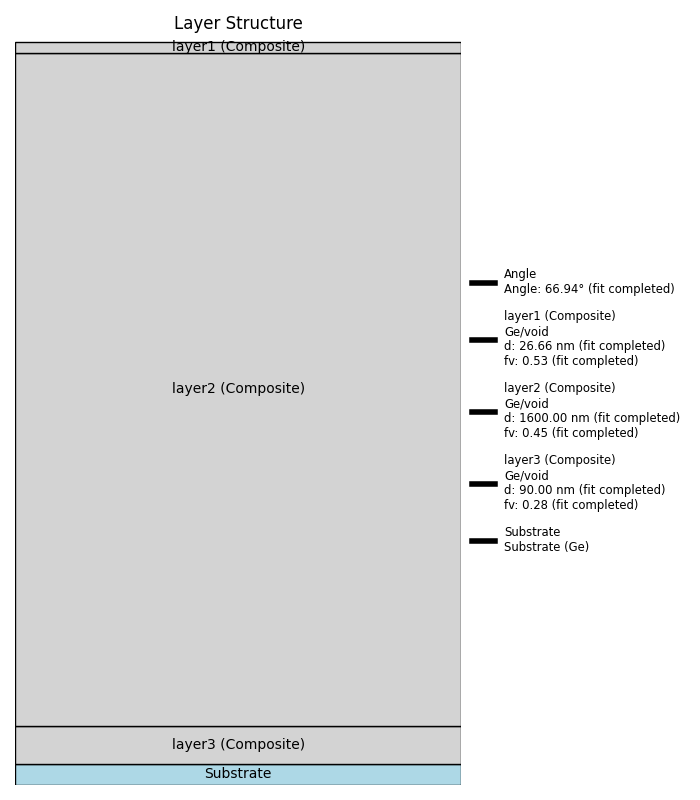 Layer Structure
layer1 (Composite)
layer2 (Composite)
layer3 (Composite)
Substrate
Angle
Angle: 66.94° (fit completed)
layer1 (Composite)
Ge/void
d: 26.66 nm (fit completed)
fv: 0.53 (fit completed)
layer2 (Composite)
Ge/void
d: 1600.00 nm (fit completed)
fv: 0.45 (fit completed)
layer3 (Composite)
Ge/void
d: 90.00 nm (fit completed)
fv: 0.28 (fit completed)
Substrate
Substrate (Ge)